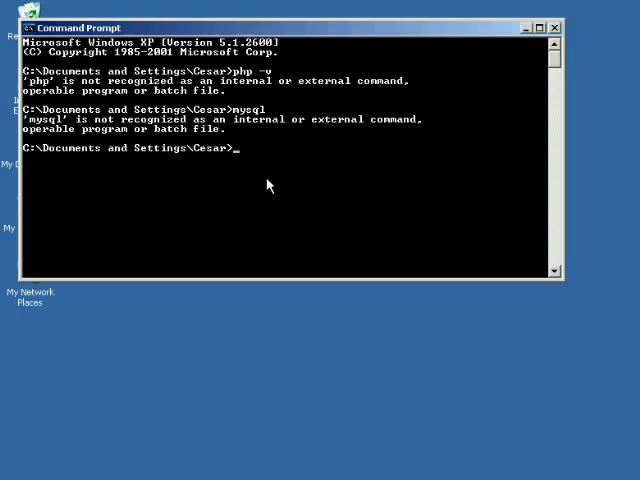 Command Prompt
Microsoft Windows XP [Version 5.1.2600]
(C) Copyright 1985-2001 Microsoft Corp.
C:\Documents and Settings\Cesar>php -v
'php' is not recognized as an internal or external command,
operable program or batch file.
C:\Documents and Settings\Cesar>mysql
'mysql' is not recognized as an internal or external command,
operable program or batch file.
C:\Documents and Settings\Cesar>_
My Network
Places